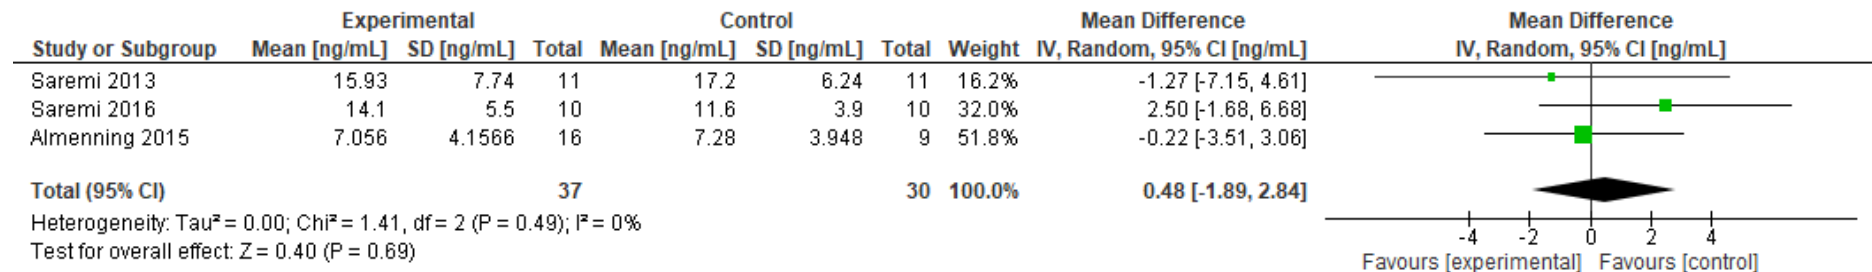 Experimental Control Mean Difference Mean Difference
Study or Subgroup Mean [ng/mL] SD [ng/mL] Total Mean [ng/mL] SD [ng/mL] Total Weight IV, Random, 95% CI [ng/mL] IV, Random, 95% CI [ng/mL]
Saremi 2013 15.93 7.74 11 17.2 6.24 11 16.2% -1.27 [-7.15, 4.61]
Saremi 2016 14.1 5.5 10 11.6 3.9 10 32.0% 2.50 [-1.68, 6.68]
Almenning 2015 7.056 4.1566 16 7.28 3.948 9 51.8% -0.22 [-3.51, 3.06]
Total (95% CI) 37 30 100.0% 0.48 [-1.89, 2.84]
Heterogeneity: Tau² = 0.00; Chi² = 1.41, df = 2 (P = 0.49); I² = 0%
Test for overall effect: Z = 0.40 (P = 0.69)
-4 -2 0 2 4
Favours [experimental] Favours [control]